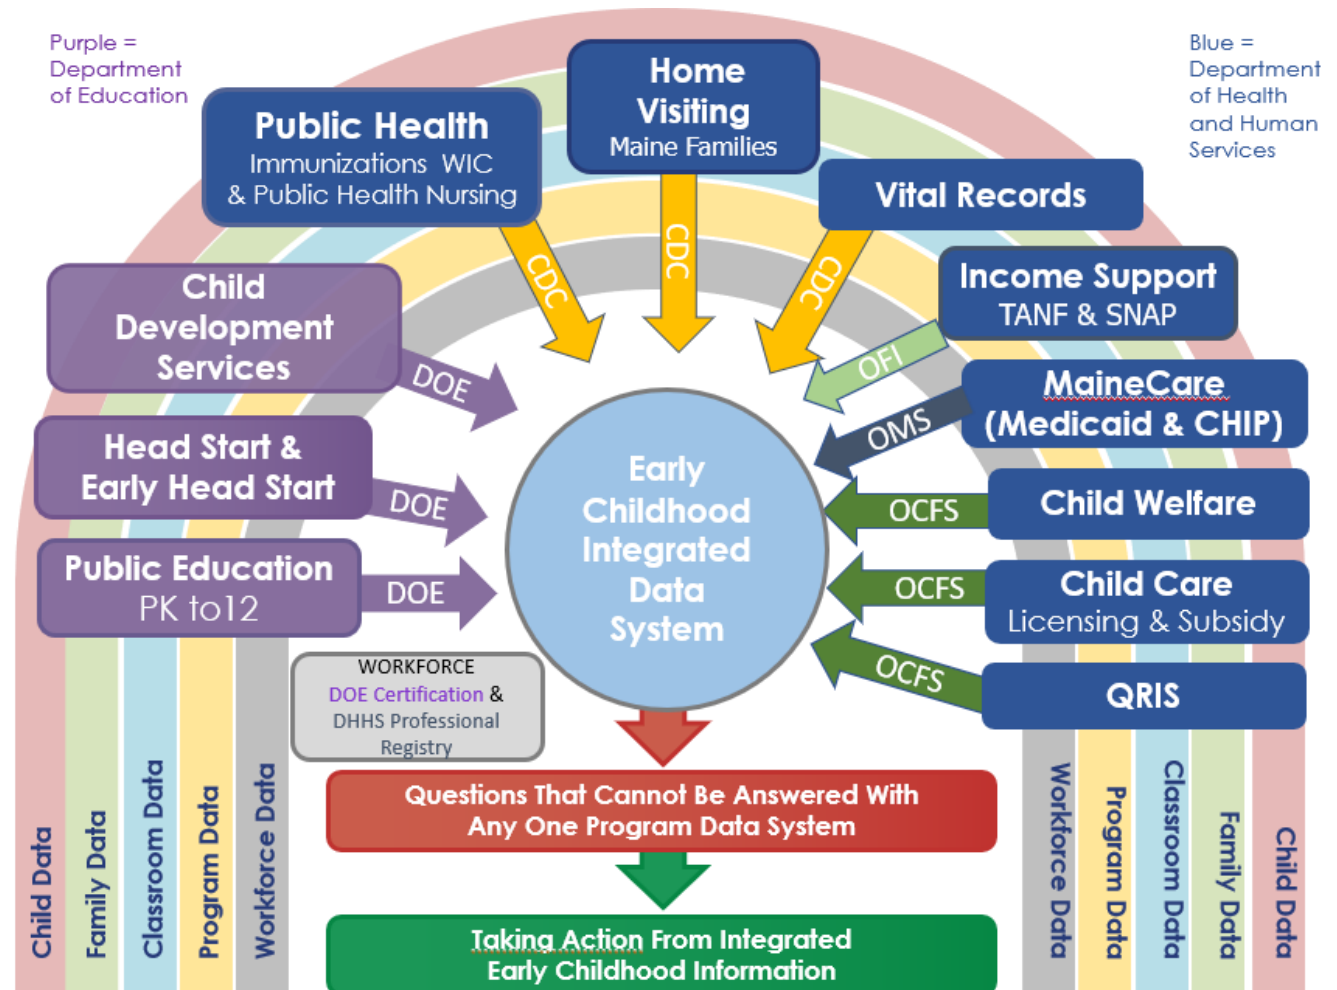 Purple =
Department
of Education
Blue =
Department
of Health
and Human
Services
Home
Visiting
Maine Families
Public Health
Immunizations  WIC
& Public Health Nursing
Vital Records
Income Support
TANF & SNAP
Child
Development
Services
MaineCare
(Medicaid & CHIP)
Head Start &
Early Head Start
Child Welfare
Public Education
PK to12
Child Care
Licensing & Subsidy
QRIS
CDC
CDC
CDC
OFI
OMS
OCFS
OCFS
OCFS
DOE
DOE
DOE
Early
Childhood
Integrated
Data
System
WORKFORCE
DOE Certification &
DHHS Professional
Registry
Questions That Cannot Be Answered With
Any One Program Data System
Taking Action From Integrated
Early Childhood Information
Child Data
Family Data
Classroom Data
Program Data
Workforce Data
Workforce Data
Program Data
Classroom Data
Family Data
Child Data